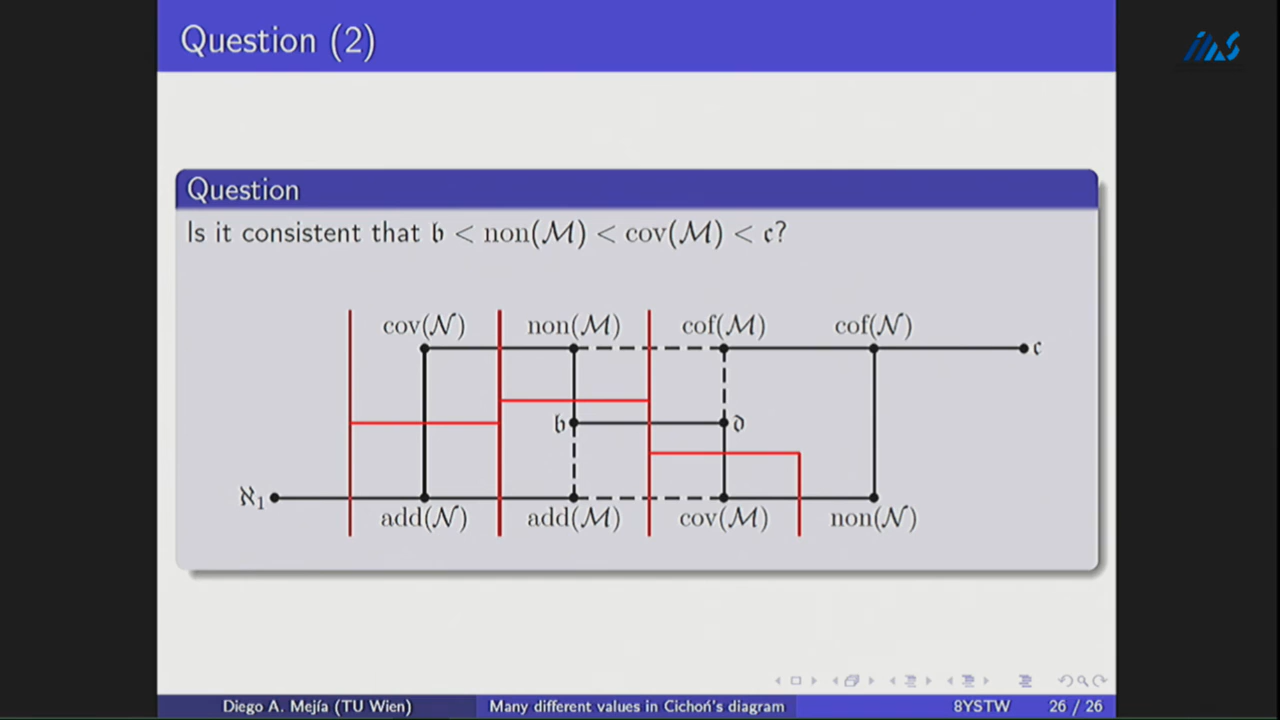 Question (2)
Question
Is it consistent that 𝔟 < non(ℳ) < cov(ℳ) < 𝔠?
cov(𝒩) non(ℳ) cof(ℳ) cof(𝒩)
𝔠
𝔟 𝔡
ℵ₁
add(𝒩) add(ℳ) cov(ℳ) non(𝒩)
Diego A. Mejía (TU Wien) Many different values in Cichoń's diagram 8YSTW 26 / 26